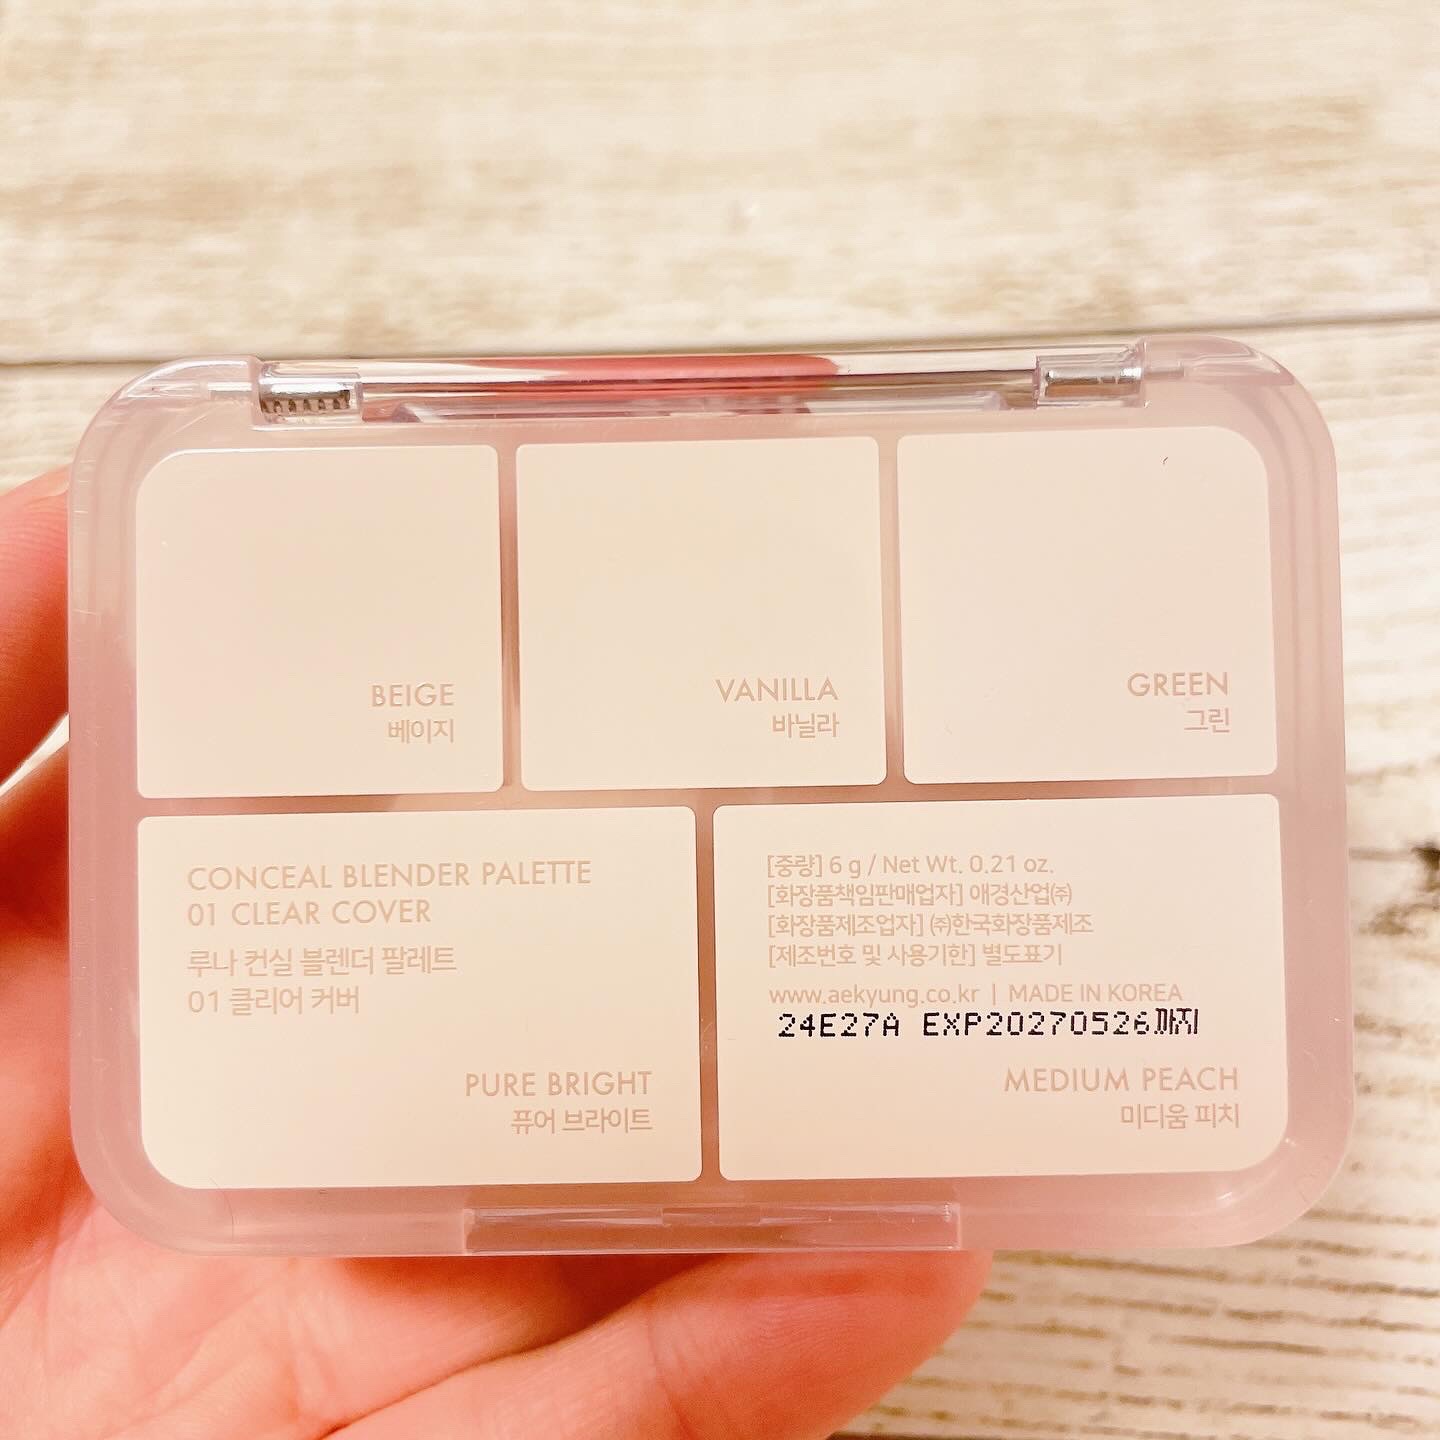 BEIGE
베이지
VANILLA
바닐라
GREEN
그린
CONCEAL BLENDER PALETTE
01 CLEAR COVER
루나 컨실 블렌더 팔레트
01 클리어 커버
PURE BRIGHT
퓨어 브라이트
[중량] 6 g / Net Wt. 0.21 oz.
[화장품책임판매업자] 애경산업㈜
[화장품제조업자] ㈜한국화장품제조
[제조번호 및 사용기한] 별도표기
www.aekyung.co.kr | MADE IN KOREA
24E27A EXP20270526까지
MEDIUM PEACH
미디움 피치